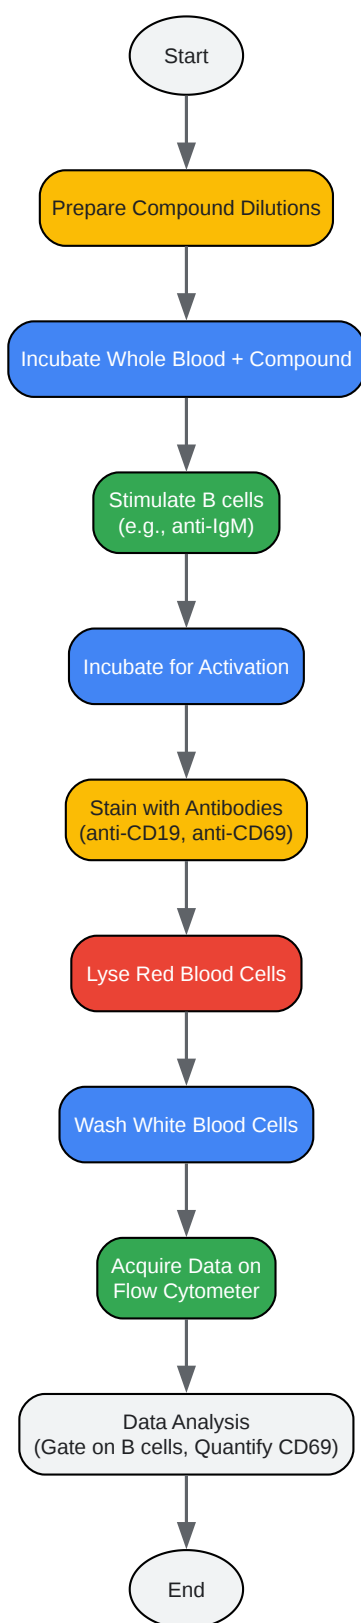 Start
Prepare Compound Dilutions
Incubate Whole Blood + Compound
Stimulate B cells
(e.g., anti-IgM)
Incubate for Activation
Stain with Antibodies
(anti-CD19, anti-CD69)
Lyse Red Blood Cells
Wash White Blood Cells
Acquire Data on
Flow Cytometer
Data Analysis
(Gate on B cells, Quantify CD69)
End